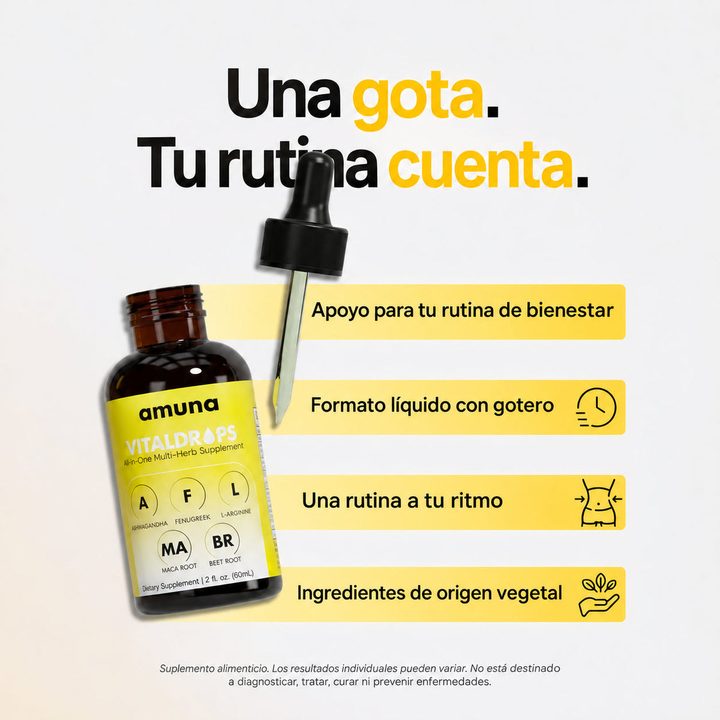 Una gota.
Tu rutina cuenta.
Apoyo para tu rutina de bienestar
Formato líquido con gotero
Una rutina a tu ritmo
Ingredientes de origen vegetal
amuna
VITALDROPS
All-in-One Multi-Herb Supplement
A F L
ASHWAGANDHA FENUGREEK L-ARGININE
MA BR
MACA ROOT BEET ROOT
Dietary Supplement | 2 fl. oz. (60mL)
Suplemento alimenticio. Los resultados individuales pueden variar. No está destinado
a diagnosticar, tratar, curar ni prevenir enfermedades.